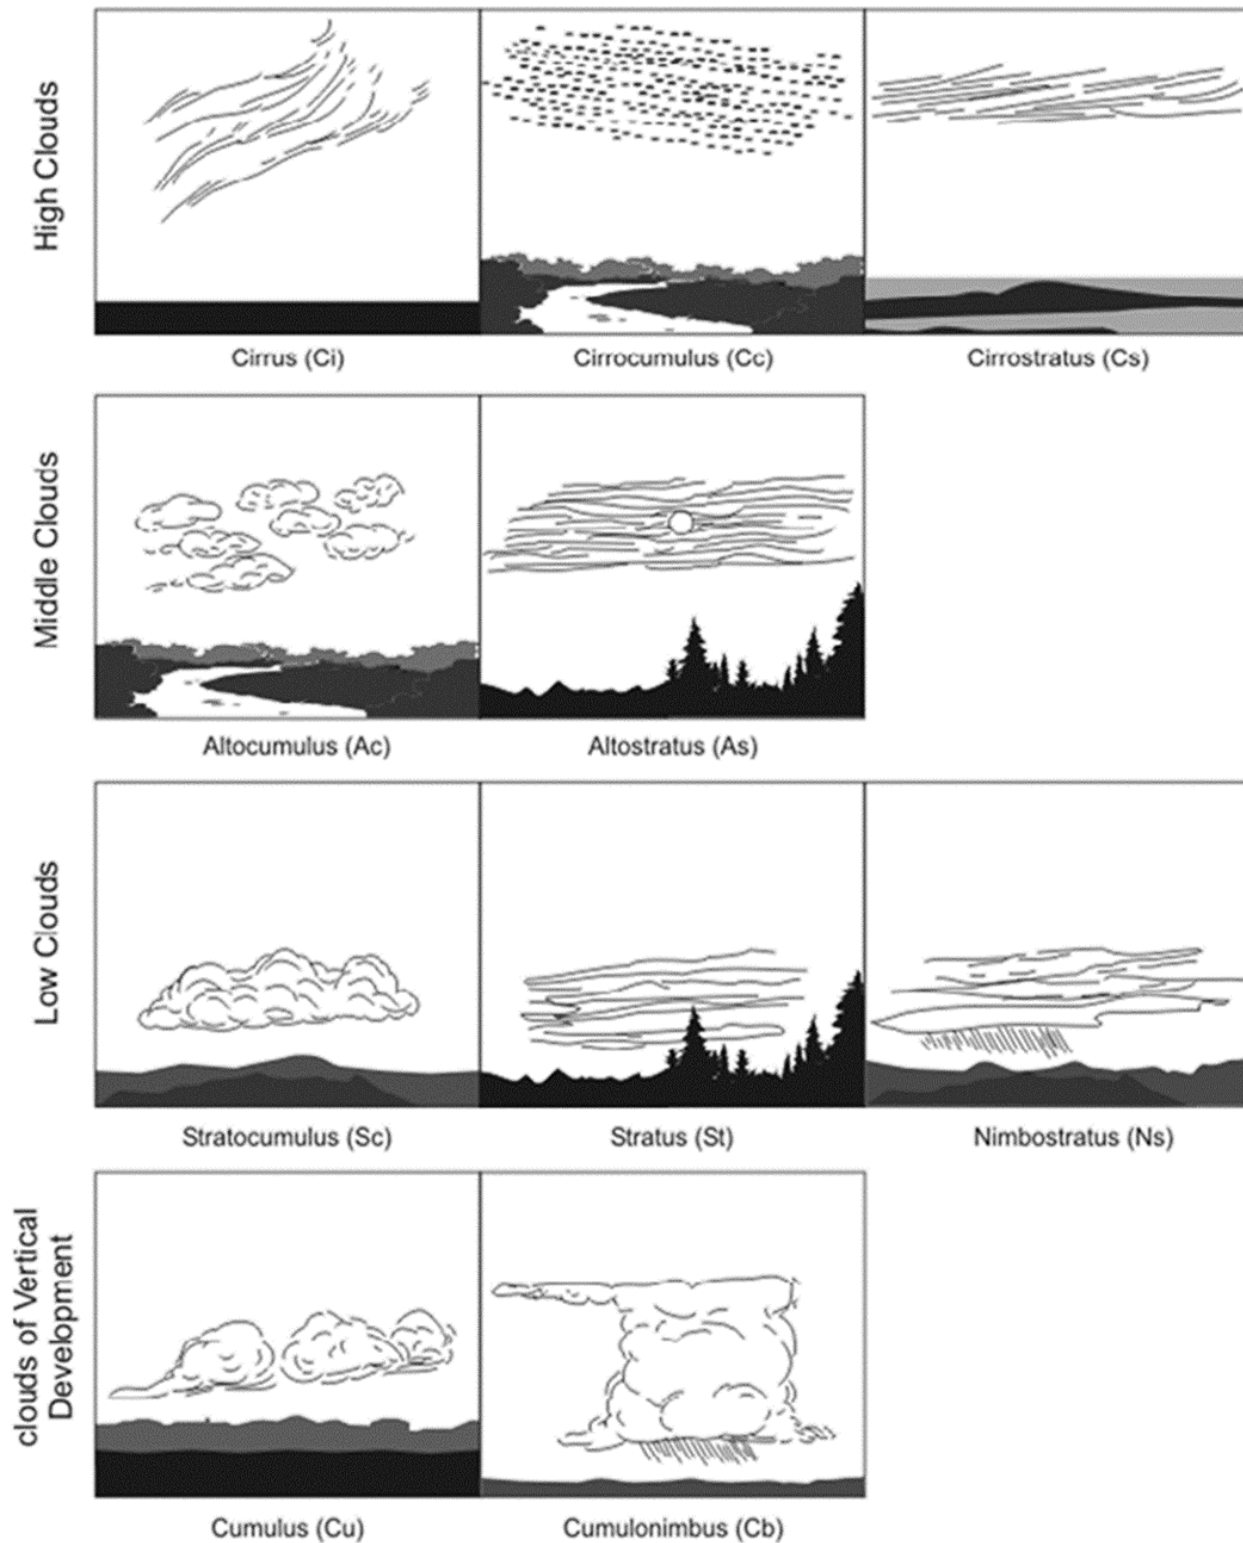 High Clouds
Cirrus (Ci)
Cirrocumulus (Cc)
Cirrostratus (Cs)
Middle Clouds
Altocumulus (Ac)
Altostratus (As)
Low Clouds
Stratocumulus (Sc)
Stratus (St)
Nimbostratus (Ns)
clouds of Vertical
Development
Cumulus (Cu)
Cumulonimbus (Cb)